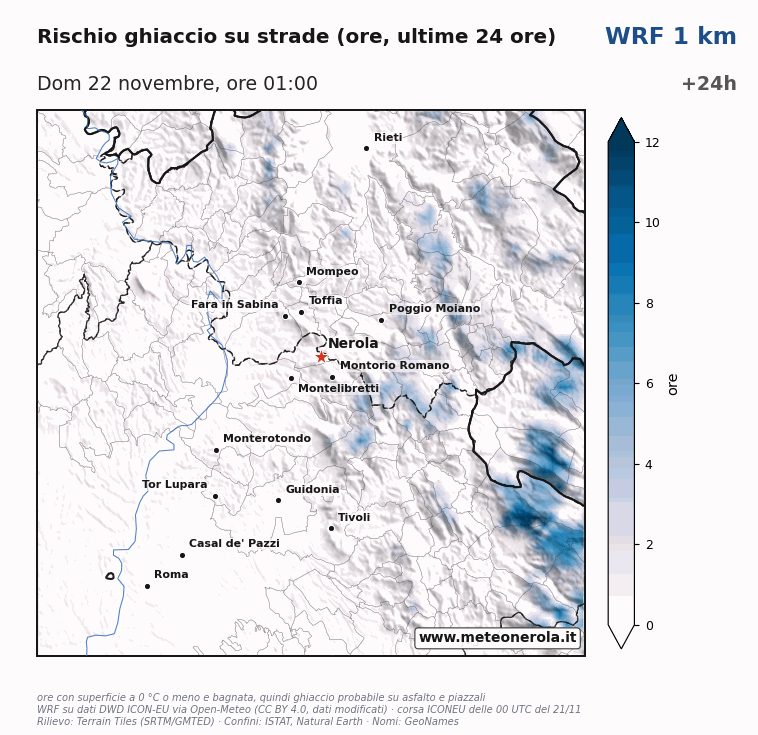 Rischio ghiaccio su strade (ore, ultime 24 ore)
WRF 1 km
Dom 22 novembre, ore 01:00
+24h
Rieti
Mompeo
Fara in Sabina
Toffia
Poggio Moiano
Nerola
Montorio Romano
Montelibretti
Monterotondo
Tor Lupara
Guidonia
Tivoli
Casal de' Pazzi
Roma
www.meteonerola.it
12
10
8
6
4
2
0
ore
ore con superficie a 0 °C o meno e bagnata, quindi ghiaccio probabile su asfalto e piazzali
WRF su dati DWD ICON-EU via Open-Meteo (CC BY 4.0, dati modificati) · corsa ICONEU delle 00 UTC del 21/11
Rilievo: Terrain Tiles (SRTM/GMTED) · Confini: ISTAT, Natural Earth · Nomi: GeoNames